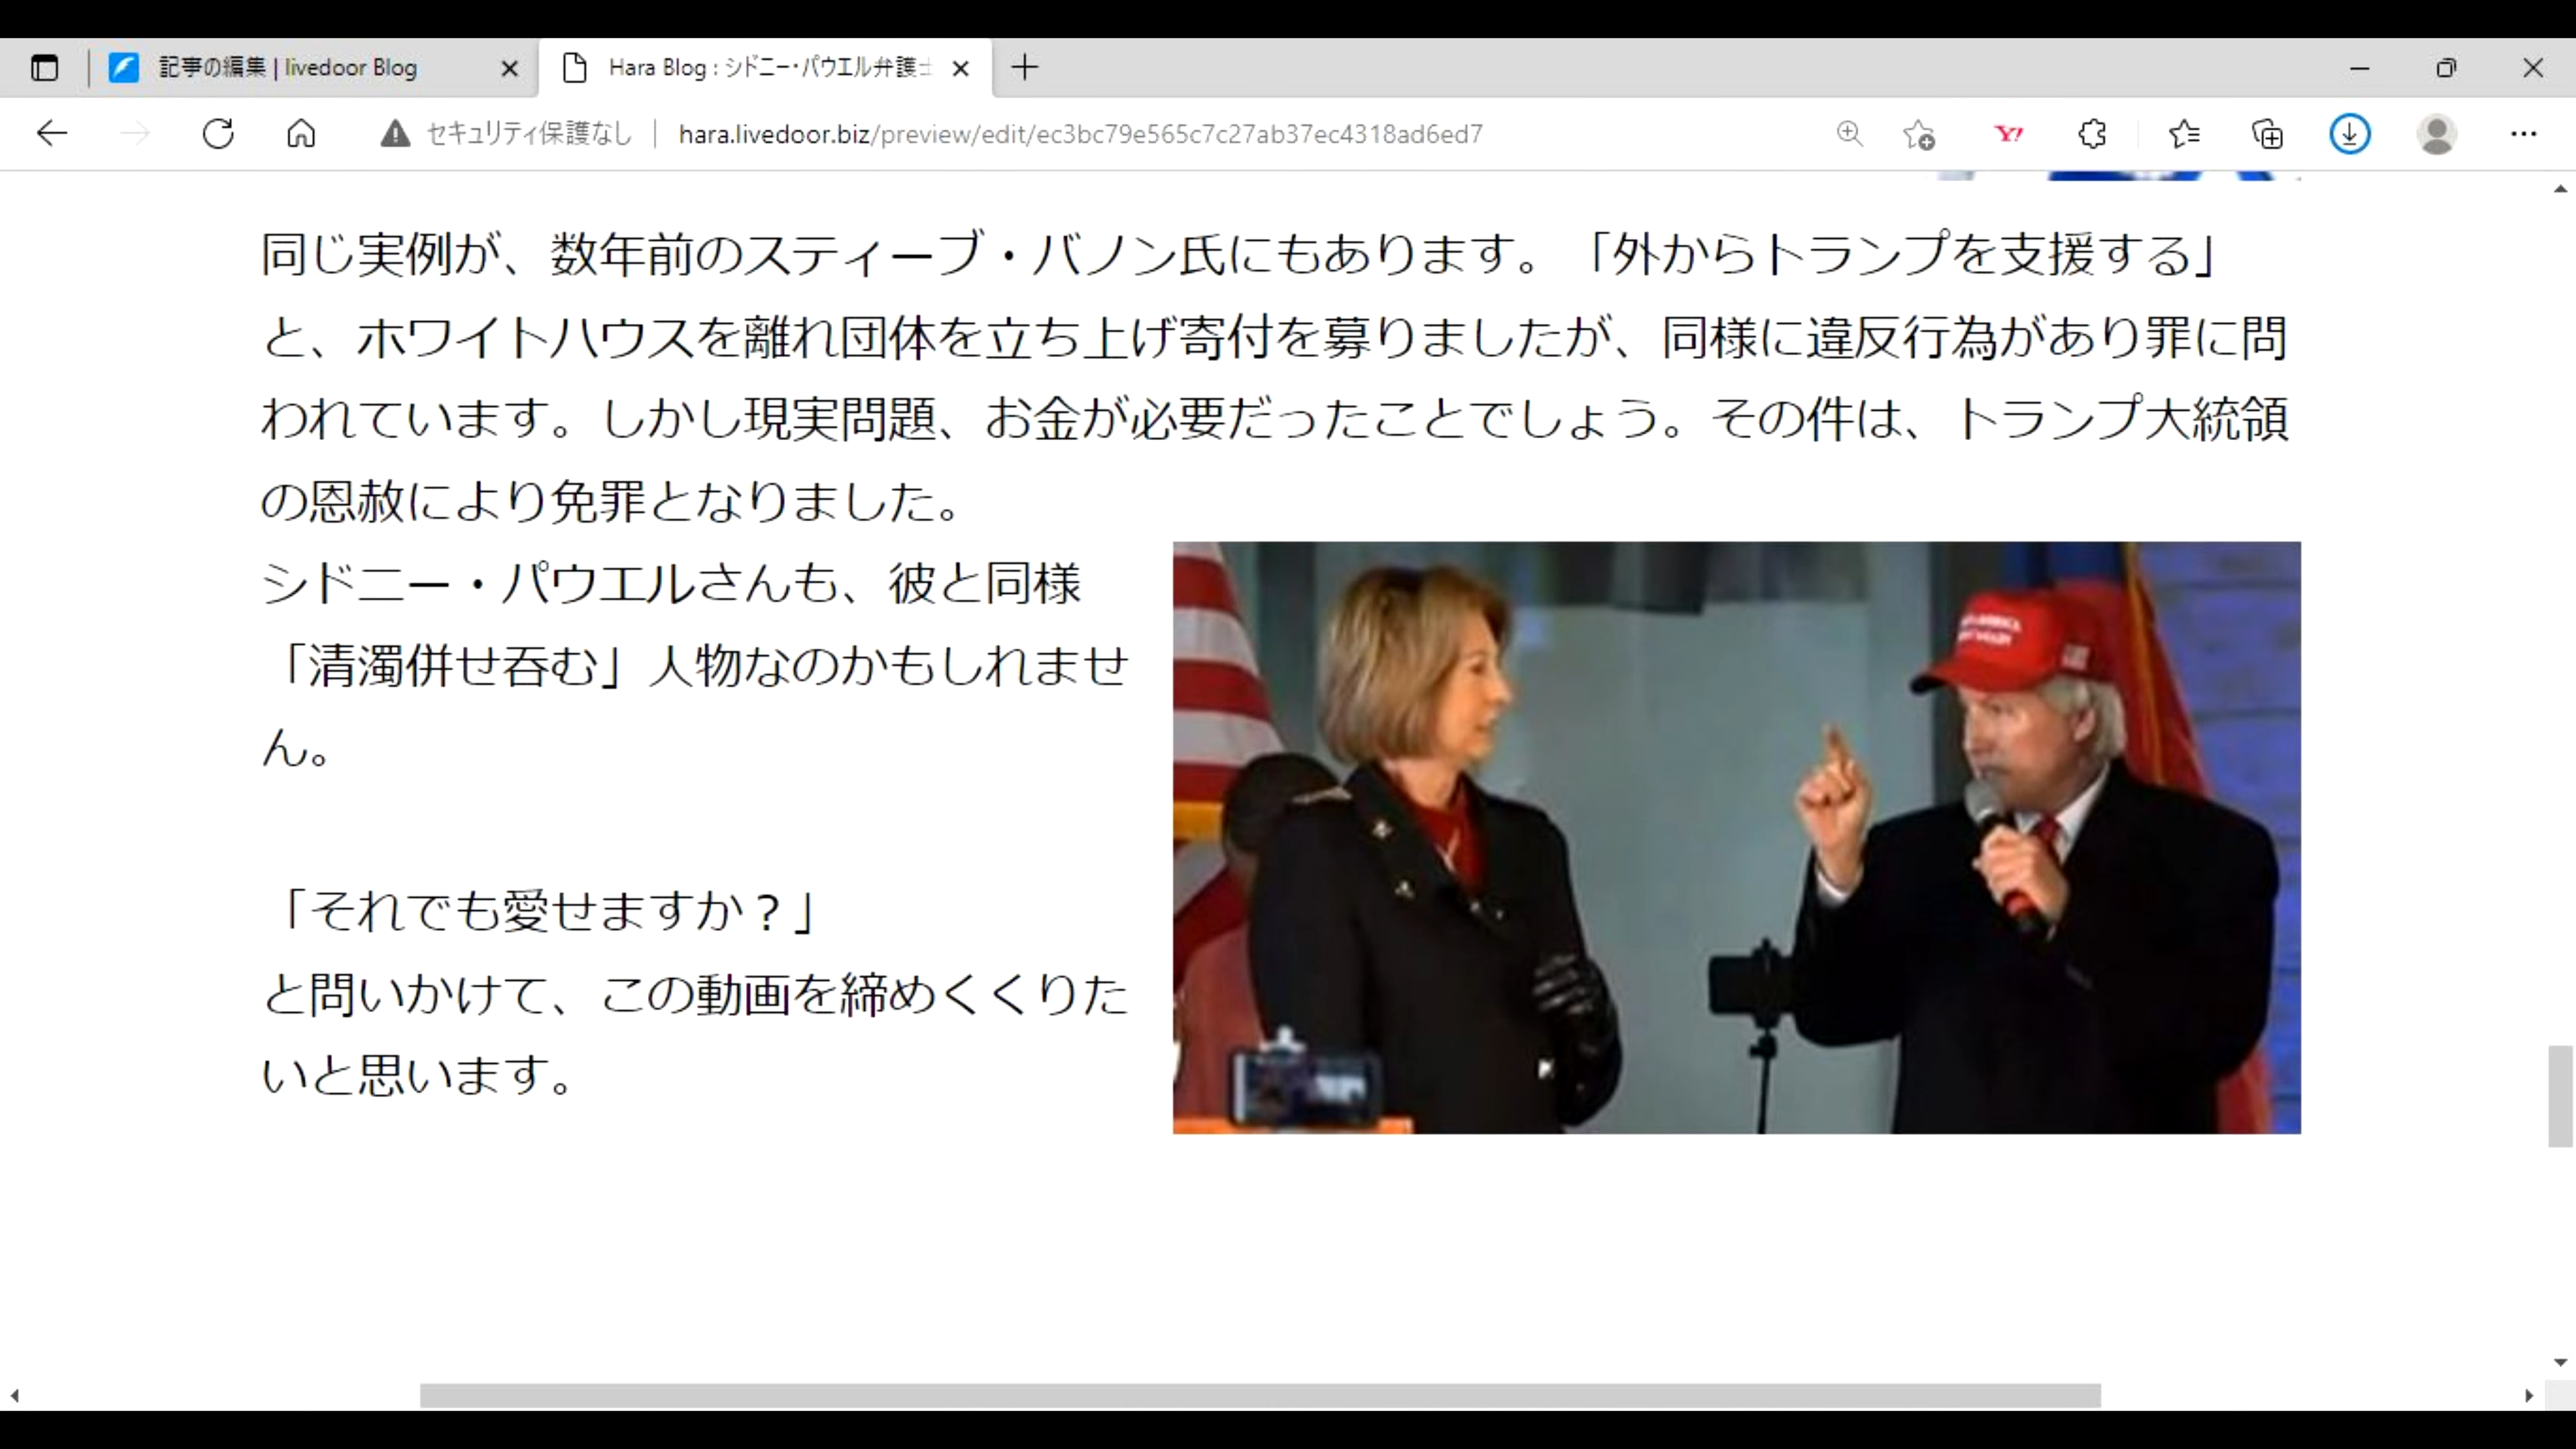 記事の編集 | livedoor Blog
Hara Blog : シドニー・パウエル弁護士
セキュリティ保護なし
hara.livedoor.biz/preview/edit/ec3bc79e565c7c27ab37ec4318ad6ed7
Y!
同じ実例が、数年前のスティーブ・バノン氏にもあります。「外からトランプを支援する」
と、ホワイトハウスを離れ団体を立ち上げ寄付を募りましたが、同様に違反行為があり罪に問
われています。しかし現実問題、お金が必要だったことでしょう。その件は、トランプ大統領
の恩赦により免罪となりました。
シドニー・パウエルさんも、彼と同様
「清濁併せ呑む」人物なのかもしれませ
ん。
「それでも愛せますか？」
と問いかけて、この動画を締めくくりた
いと思います。